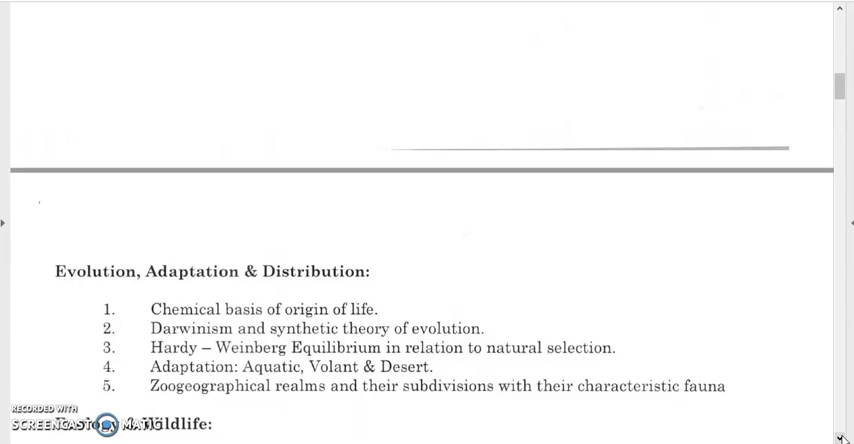 Evolution, Adaptation & Distribution:
1. Chemical basis of origin of life.
2. Darwinism and synthetic theory of evolution.
3. Hardy – Weinberg Equilibrium in relation to natural selection.
4. Adaptation: Aquatic, Volant & Desert.
5. Zoogeographical realms and their subdivisions with their characteristic fauna
RECORDED WITH
SCREENCAST MATIC
& Wildlife: